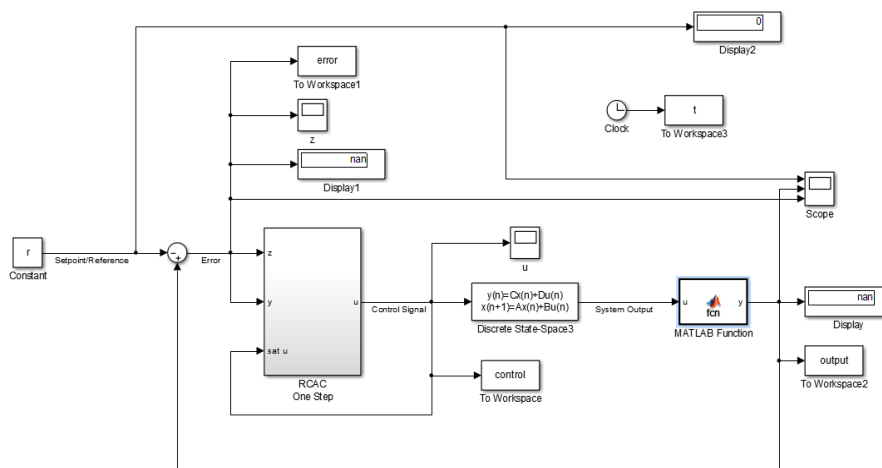 0
Display2
error
To Workspace1
Clock
t
To Workspace3
z
nan
Display1
Scope
r
Constant
Setpoint/Reference
-
+
Error
z
y
sat u
u
RCAC
One Step
Control Signal
u
y(n)=Cx(n)+Du(n)
x(n+1)=Ax(n)+Bu(n)
Discrete State-Space3
System Output
u
fcn
y
MATLAB Function
nan
Display
control
To Workspace
output
To Workspace2